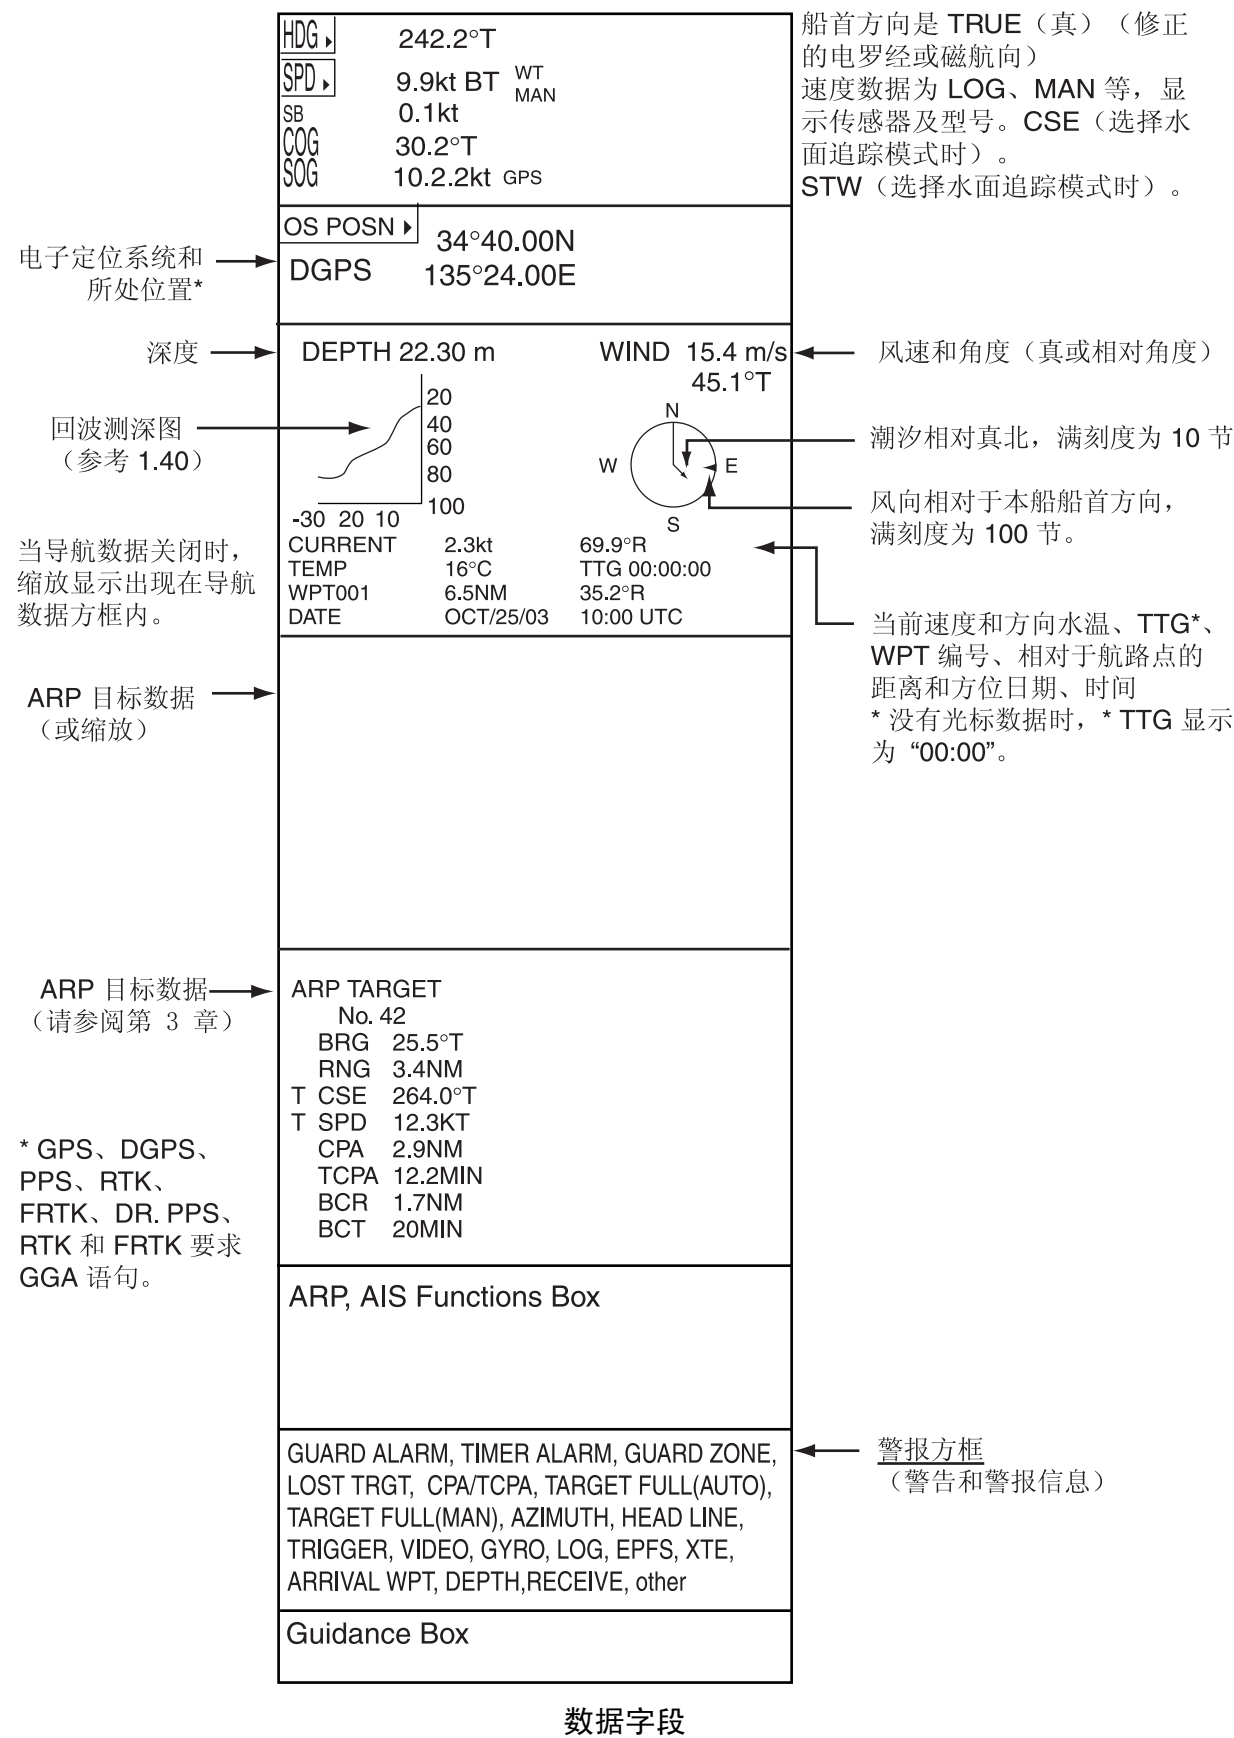 HDG 242.2°T
SPD 9.9kt BT WT
MAN
SB 0.1kt
COG 30.2°T
SOG 10.2.2kt GPS
船首方向是 TRUE（真）（修正
的电罗经或磁航向）
速度数据为 LOG、MAN 等，显
示传感器及型号。CSE（选择水
面追踪模式时）。
STW（选择水面追踪模式时）。
OS POSN 34°40.00N
DGPS 135°24.00E
电子定位系统和
所处位置*
深度
DEPTH 22.30 m
WIND 15.4 m/s
45.1°T
风速和角度（真或相对角度）
回波测深图
（参考 1.40）
20
40
60
80
100
-30 20 10
N
W E
S
潮汐相对真北，满刻度为 10 节
风向相对于本船船首方向，
满刻度为 100 节。
当导航数据关闭时，
缩放显示出现在导航
数据方框内。
CURRENT 2.3kt 69.9°R
TEMP 16°C TTG 00:00:00
WPT001 6.5NM 35.2°R
DATE OCT/25/03 10:00 UTC
当前速度和方向水温、TTG*、
WPT 编号、相对于航路点的
距离和方位日期、时间
* 没有光标数据时，* TTG 显示
为 “00:00”。
ARP 目标数据
（或缩放）
ARP 目标数据
（请参阅第 3 章）
ARP TARGET
No. 42
BRG 25.5°T
RNG 3.4NM
T CSE 264.0°T
T SPD 12.3KT
CPA 2.9NM
TCPA 12.2MIN
BCR 1.7NM
BCT 20MIN
* GPS、DGPS、
PPS、RTK、
FRTK、DR. PPS、
RTK 和 FRTK 要求
GGA 语句。
ARP, AIS Functions Box
GUARD ALARM, TIMER ALARM, GUARD ZONE,
LOST TRGT, CPA/TCPA, TARGET FULL(AUTO),
TARGET FULL(MAN), AZIMUTH, HEAD LINE,
TRIGGER, VIDEO, GYRO, LOG, EPFS, XTE,
ARRIVAL WPT, DEPTH,RECEIVE, other
警报方框
（警告和警报信息）
Guidance Box
数据字段